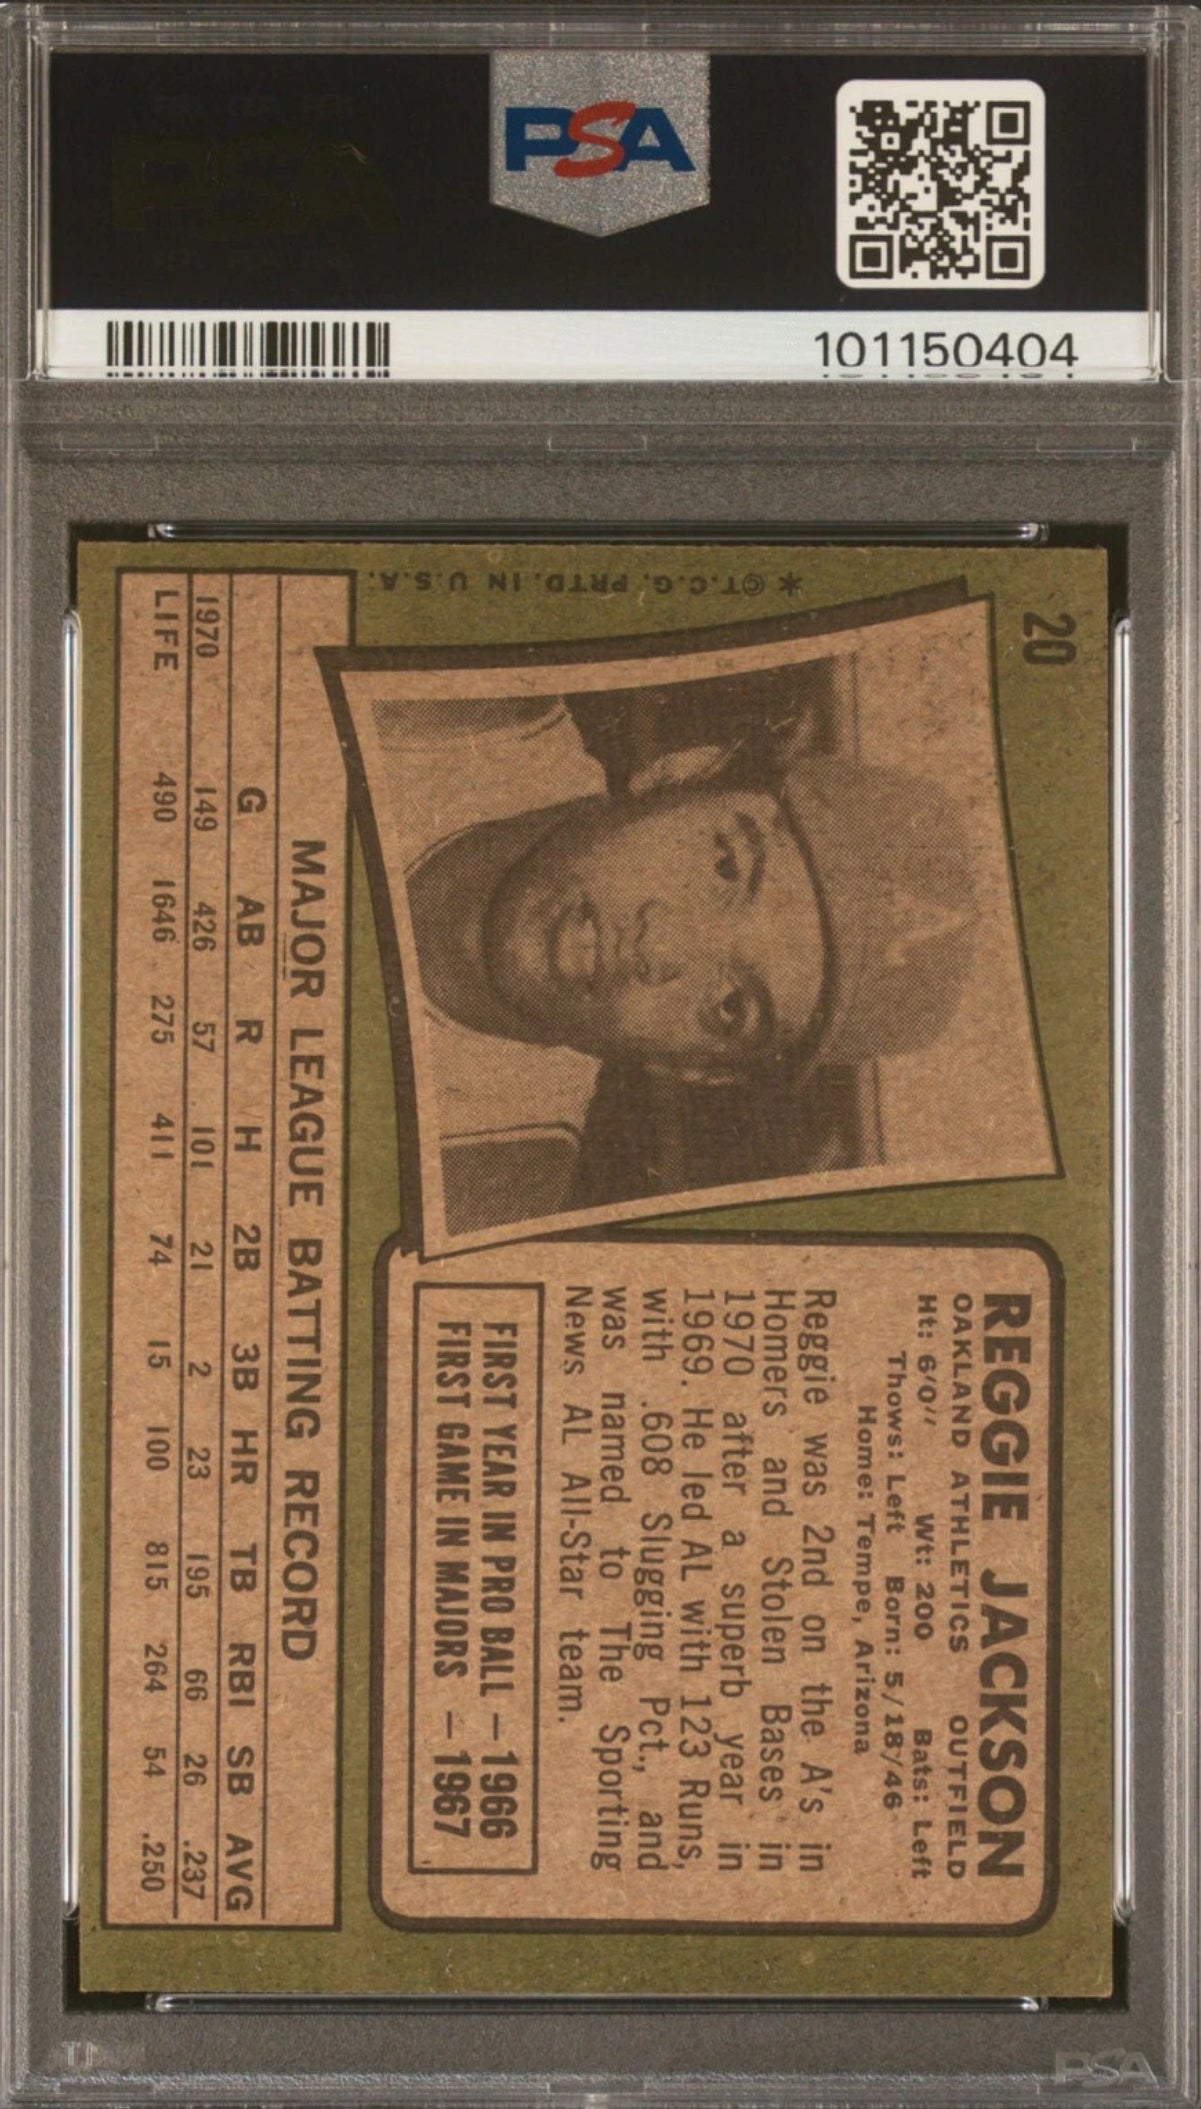 PSA
101150404
20
* ©T.C.G. PRTD. IN U.S.A.
REGGIE JACKSON
OAKLAND ATHLETICS OUTFIELD
Ht: 6'0" Wt: 200 Bats: Left
Thows: Left Born: 5/18/46
Home: Tempe, Arizona
Reggie was 2nd on the A's in
Homers and Stolen Bases in
1970 after a superb year in
1969. He led AL with 123 Runs,
with .608 Slugging Pct., and
was named to The Sporting
News AL All-Star team.
FIRST YEAR IN PRO BALL — 1966
FIRST GAME IN MAJORS — 1967
MAJOR LEAGUE BATTING RECORD
G AB R H 2B 3B HR TB RBI SB AVG
1970 149 426 57 101 21 2 23 195 66 26 .237
LIFE 490 1646 275 411 74 15 100 815 264 54 .250
PSA